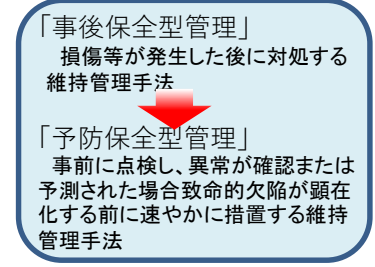 「事後保全型管理」
損傷等が発生した後に対処する
維持管理手法
「予防保全型管理」
事前に点検し、異常が確認または
予測された場合致命的欠陥が顕在
化する前に速やかに措置する維持
管理手法